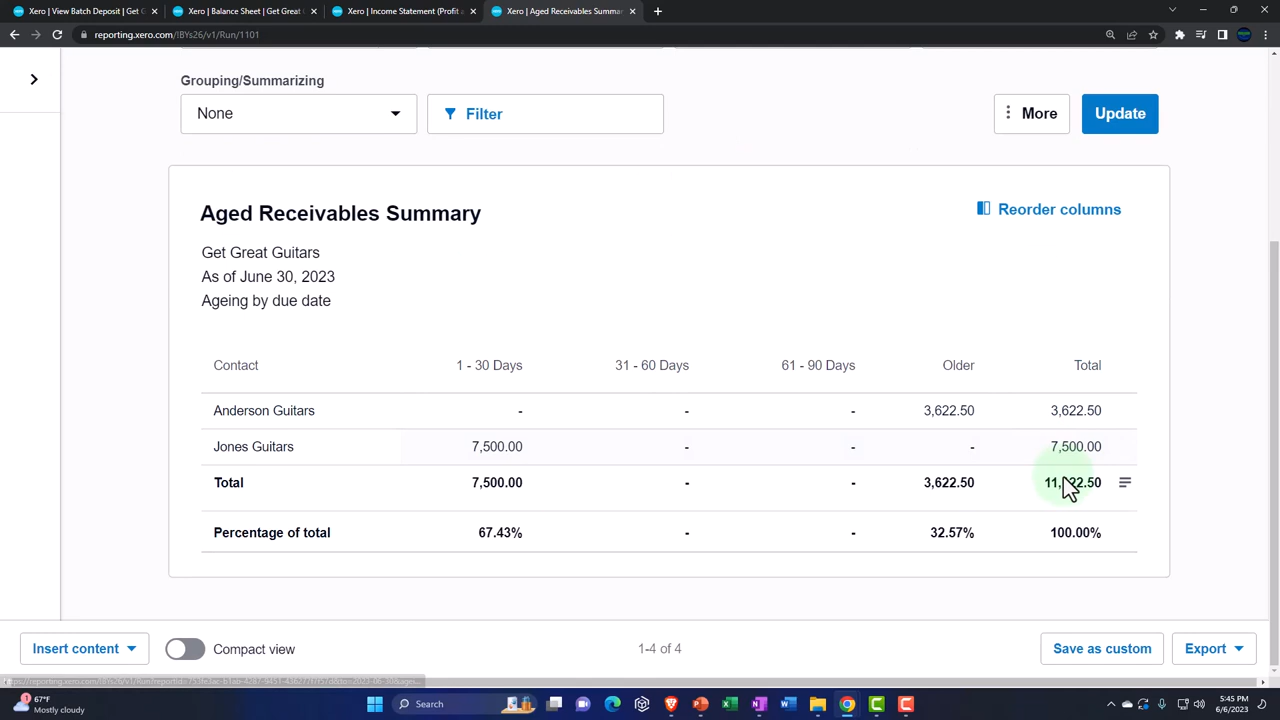 Xero | View Batch Deposit | Get G
Xero | Balance Sheet | Get Great
Xero | Income Statement (Profit a
Xero | Aged Receivables Summary
reporting.xero.com/!BYs26/v1/Run/1101
Grouping/Summarizing
None
Filter
More
Update
Aged Receivables Summary
Reorder columns
Get Great Guitars
As of June 30, 2023
Ageing by due date
Contact 1 - 30 Days 31 - 60 Days 61 - 90 Days Older Total
Anderson Guitars - - - 3,622.50 3,622.50
Jones Guitars 7,500.00 - - - 7,500.00
Total 7,500.00 - - 3,622.50 11,122.50
Percentage of total 67.43% - - 32.57% 100.00%
Insert content
Compact view
1-4 of 4
Save as custom
Export
67°F
Mostly cloudy
Search
5:45 PM
6/6/2023